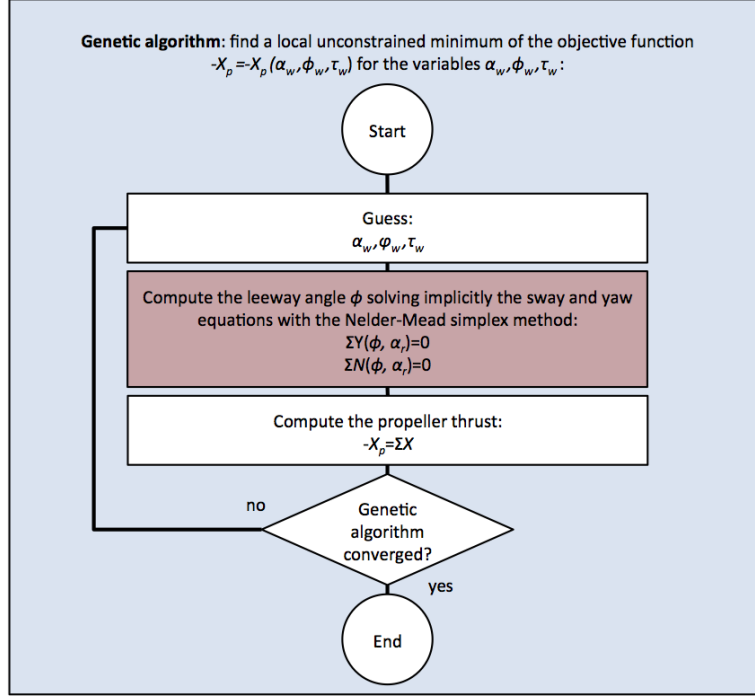 Genetic algorithm: find a local unconstrained minimum of the objective function
-Xp=-Xp(αw,ϕw,τw) for the variables αw,ϕw,τw:
Start
Guess:
αw,φw,τw
Compute the leeway angle ϕ solving implicitly the sway and yaw
equations with the Nelder-Mead simplex method:
ΣY(ϕ, αr)=0
ΣN(ϕ, αr)=0
Compute the propeller thrust:
-Xp=ΣX
no
Genetic
algorithm
converged?
yes
End